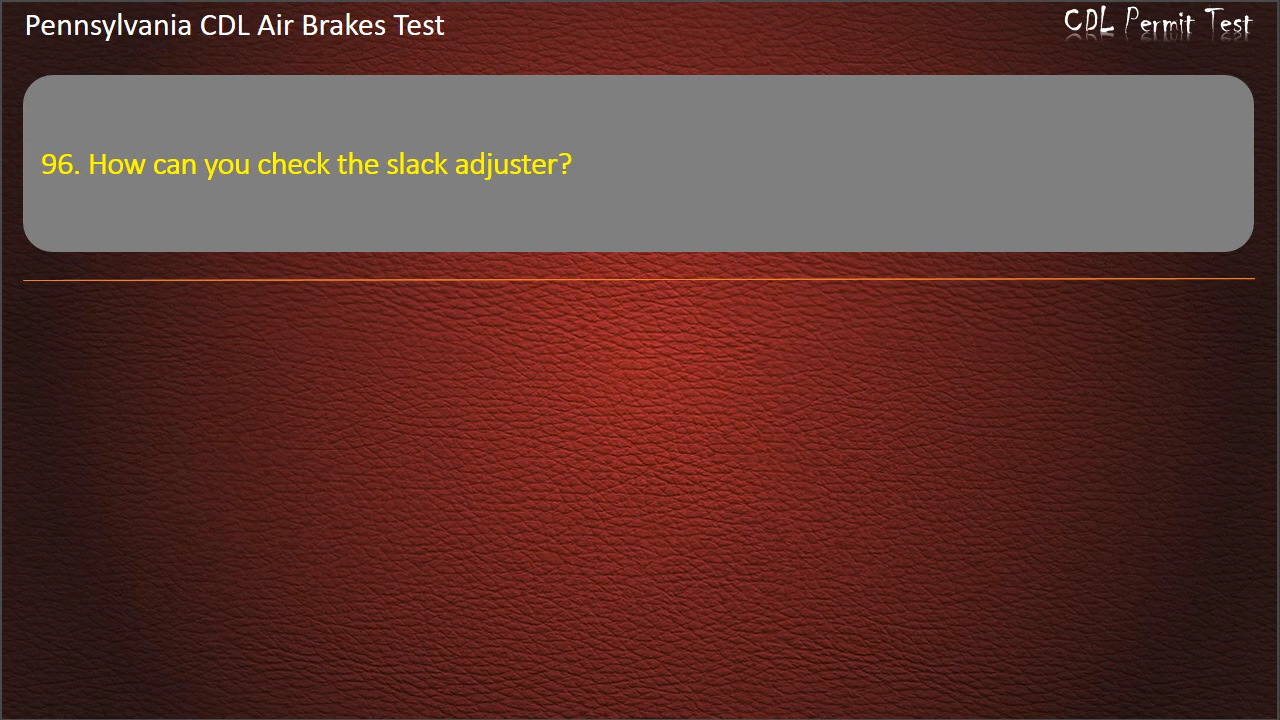 Pennsylvania CDL Air Brakes Test
CDL Permit Test
96. How can you check the slack adjuster?